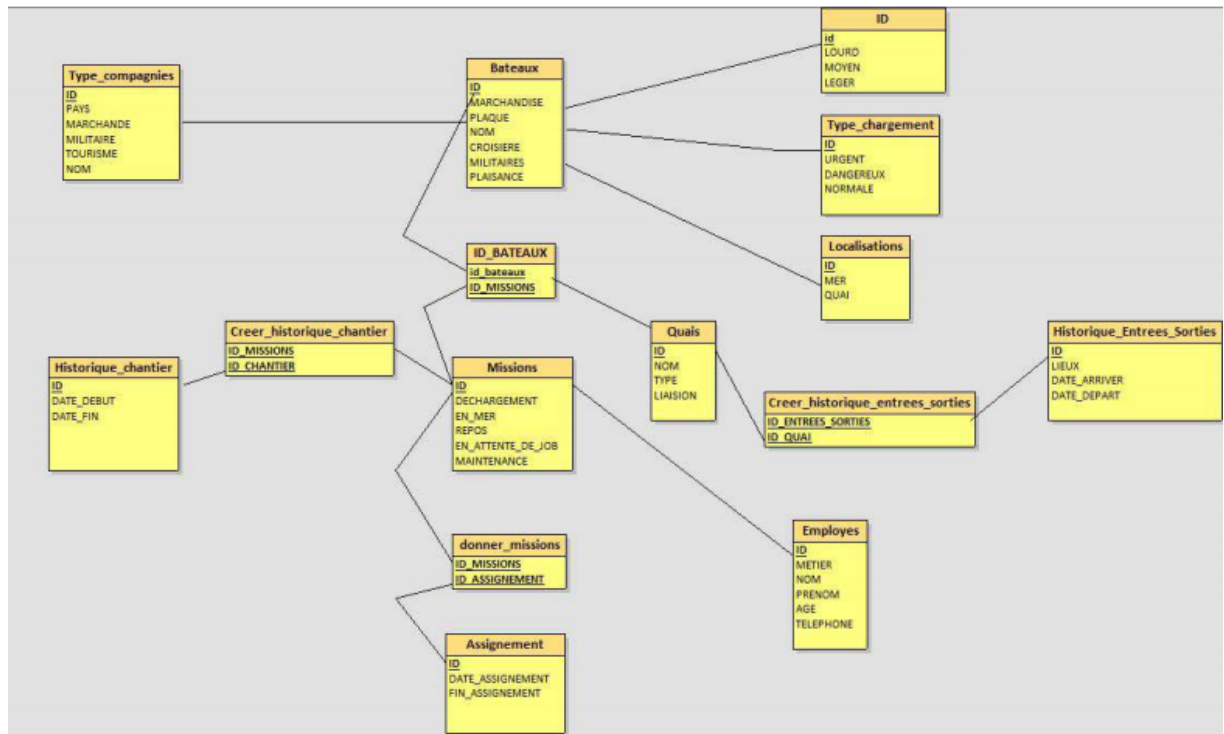 Type_compagnies
ID
PAYS
MARCHANDE
MILITAIRE
TOURISME
NOM
Bateaux
ID
MARCHANDISE
PLAQUE
NOM
CROISIERE
MILITAIRES
PLAISANCE
ID
id
LOURD
MOYEN
LEGER
Type_chargement
ID
URGENT
DANGEREUX
NORMALE
Localisations
ID
MER
QUAI
ID_BATEAUX
id_bateaux
ID_MISSIONS
Creer_historique_chantier
ID_MISSIONS
ID_CHANTIER
Historique_chantier
ID
DATE_DEBUT
DATE_FIN
Missions
ID
DECHARGEMENT
EN_MER
REPOS
EN_ATTENTE_DE_JOB
MAINTENANCE
Quais
ID
NOM
TYPE
LIAISION
Creer_historique_entrees_sorties
ID_ENTREES_SORTIES
ID_QUAI
Historique_Entrees_Sorties
ID
LIEUX
DATE_ARRIVER
DATE_DEPART
donner_missions
ID_MISSIONS
ID_ASSIGNEMENT
Employes
ID
METIER
NOM
PRENOM
AGE
TELEPHONE
Assignement
ID
DATE_ASSIGNEMENT
FIN_ASSIGNEMENT